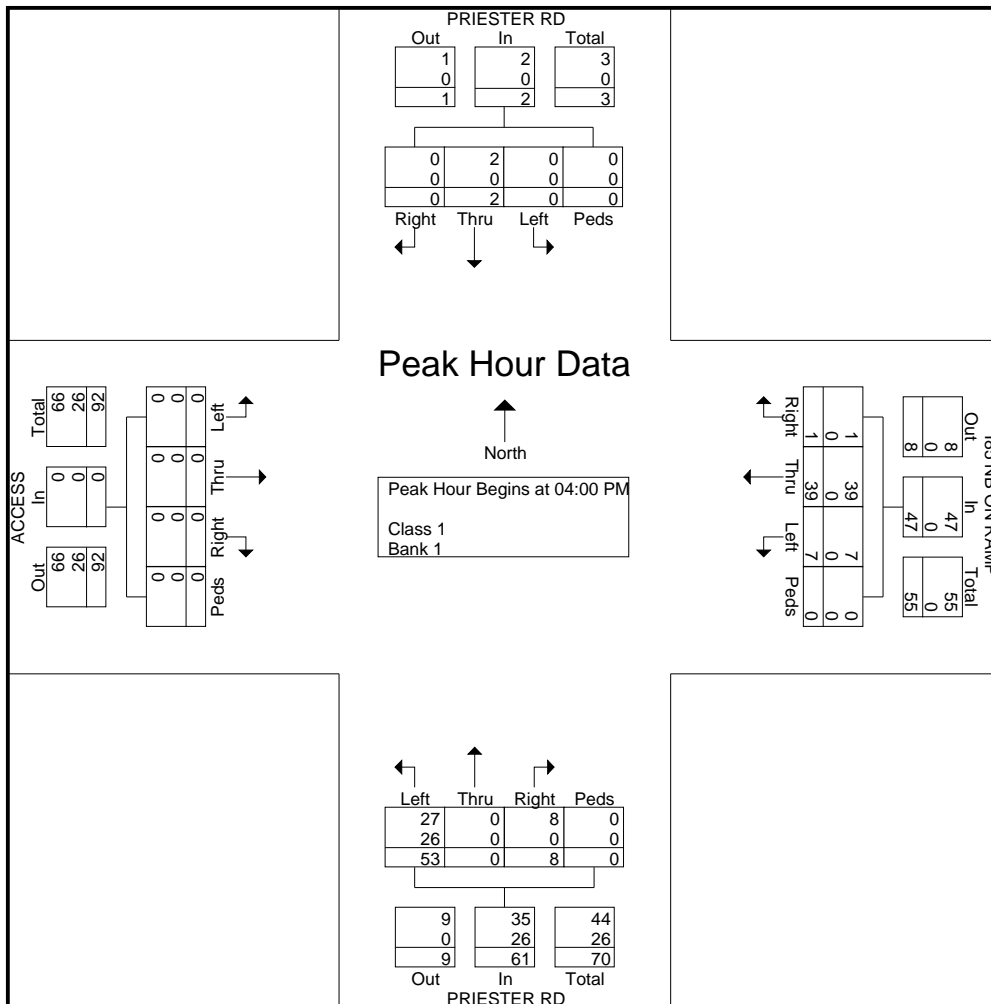 PRIESTER RD
Out In Total
1 2 3
0 0 0
1 2 3
0 2 0 0
0 0 0 0
0 2 0 0
Right Thru Left Peds
Peak Hour Data
North
Peak Hour Begins at 04:00 PM
Class 1
Bank 1
ACCESS
Out In Total
66 0 66
26 0 26
92 0 92
0 0 0 0
0 0 0 0
0 0 0 0
Peds Right Thru Left
Right Thru Left Peds
1 39 7 0
0 0 0 0
1 39 7 0
8 47 55
0 0 0
8 47 55
Out In Total
NB ON RAMP
Left Thru Right Peds
27 0 8 0
26 0 0 0
53 0 8 0
9 35 44
0 26 26
9 61 70
Out In Total
PRIESTER RD